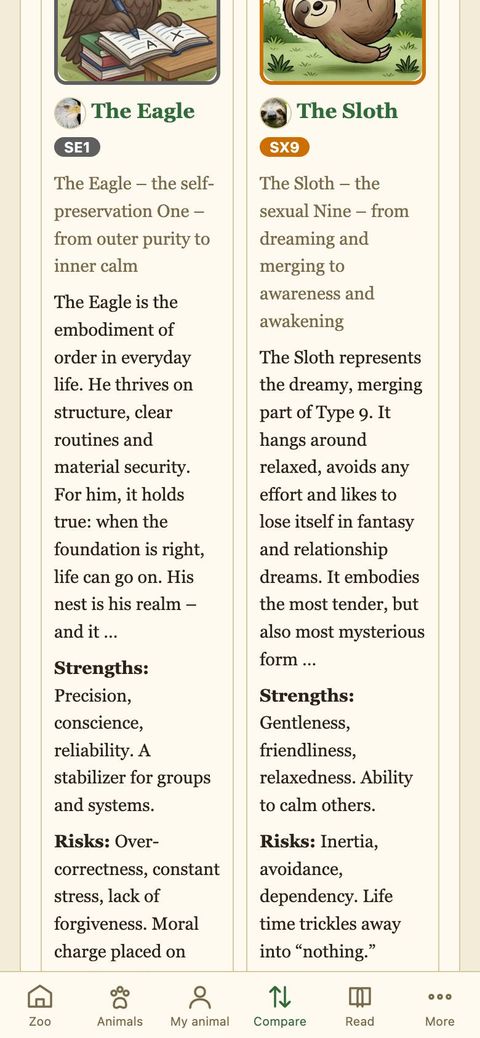 A X
The Eagle
SE1
The Eagle – the self-
preservation One –
from outer purity to
inner calm
The Eagle is the
embodiment of
order in everyday
life. He thrives on
structure, clear
routines and
material security.
For him, it holds
true: when the
foundation is right,
life can go on. His
nest is his realm –
and it ...
Strengths:
Precision,
conscience,
reliability. A
stabilizer for groups
and systems.
Risks: Over-
correctness, constant
stress, lack of
forgiveness. Moral
charge placed on
The Sloth
SX9
The Sloth – the
sexual Nine – from
dreaming and
merging to
awareness and
awakening
The Sloth represents
the dreamy, merging
part of Type 9. It
hangs around
relaxed, avoids any
effort and likes to
lose itself in fantasy
and relationship
dreams. It embodies
the most tender, but
also most mysterious
form ...
Strengths:
Gentleness,
friendliness,
relaxedness. Ability
to calm others.
Risks: Inertia,
avoidance,
dependency. Life
time trickles away
into “nothing.”
Zoo
Animals
My animal
Compare
Read
More